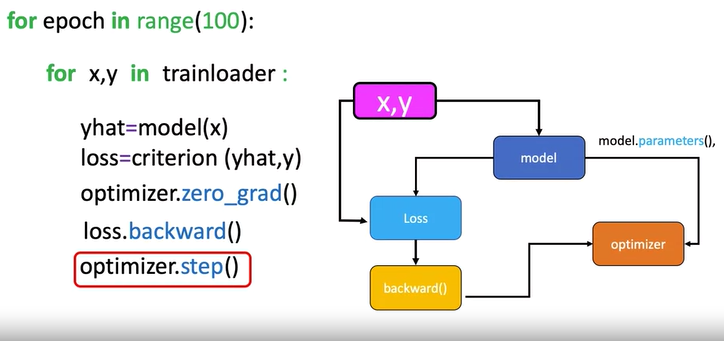 for epoch in range(100):
for x,y in trainloader :
yhat=model(x)
loss=criterion (yhat,y)
optimizer.zero_grad()
loss.backward()
optimizer.step()
x,y
model
model.parameters(),
Loss
optimizer
backward()